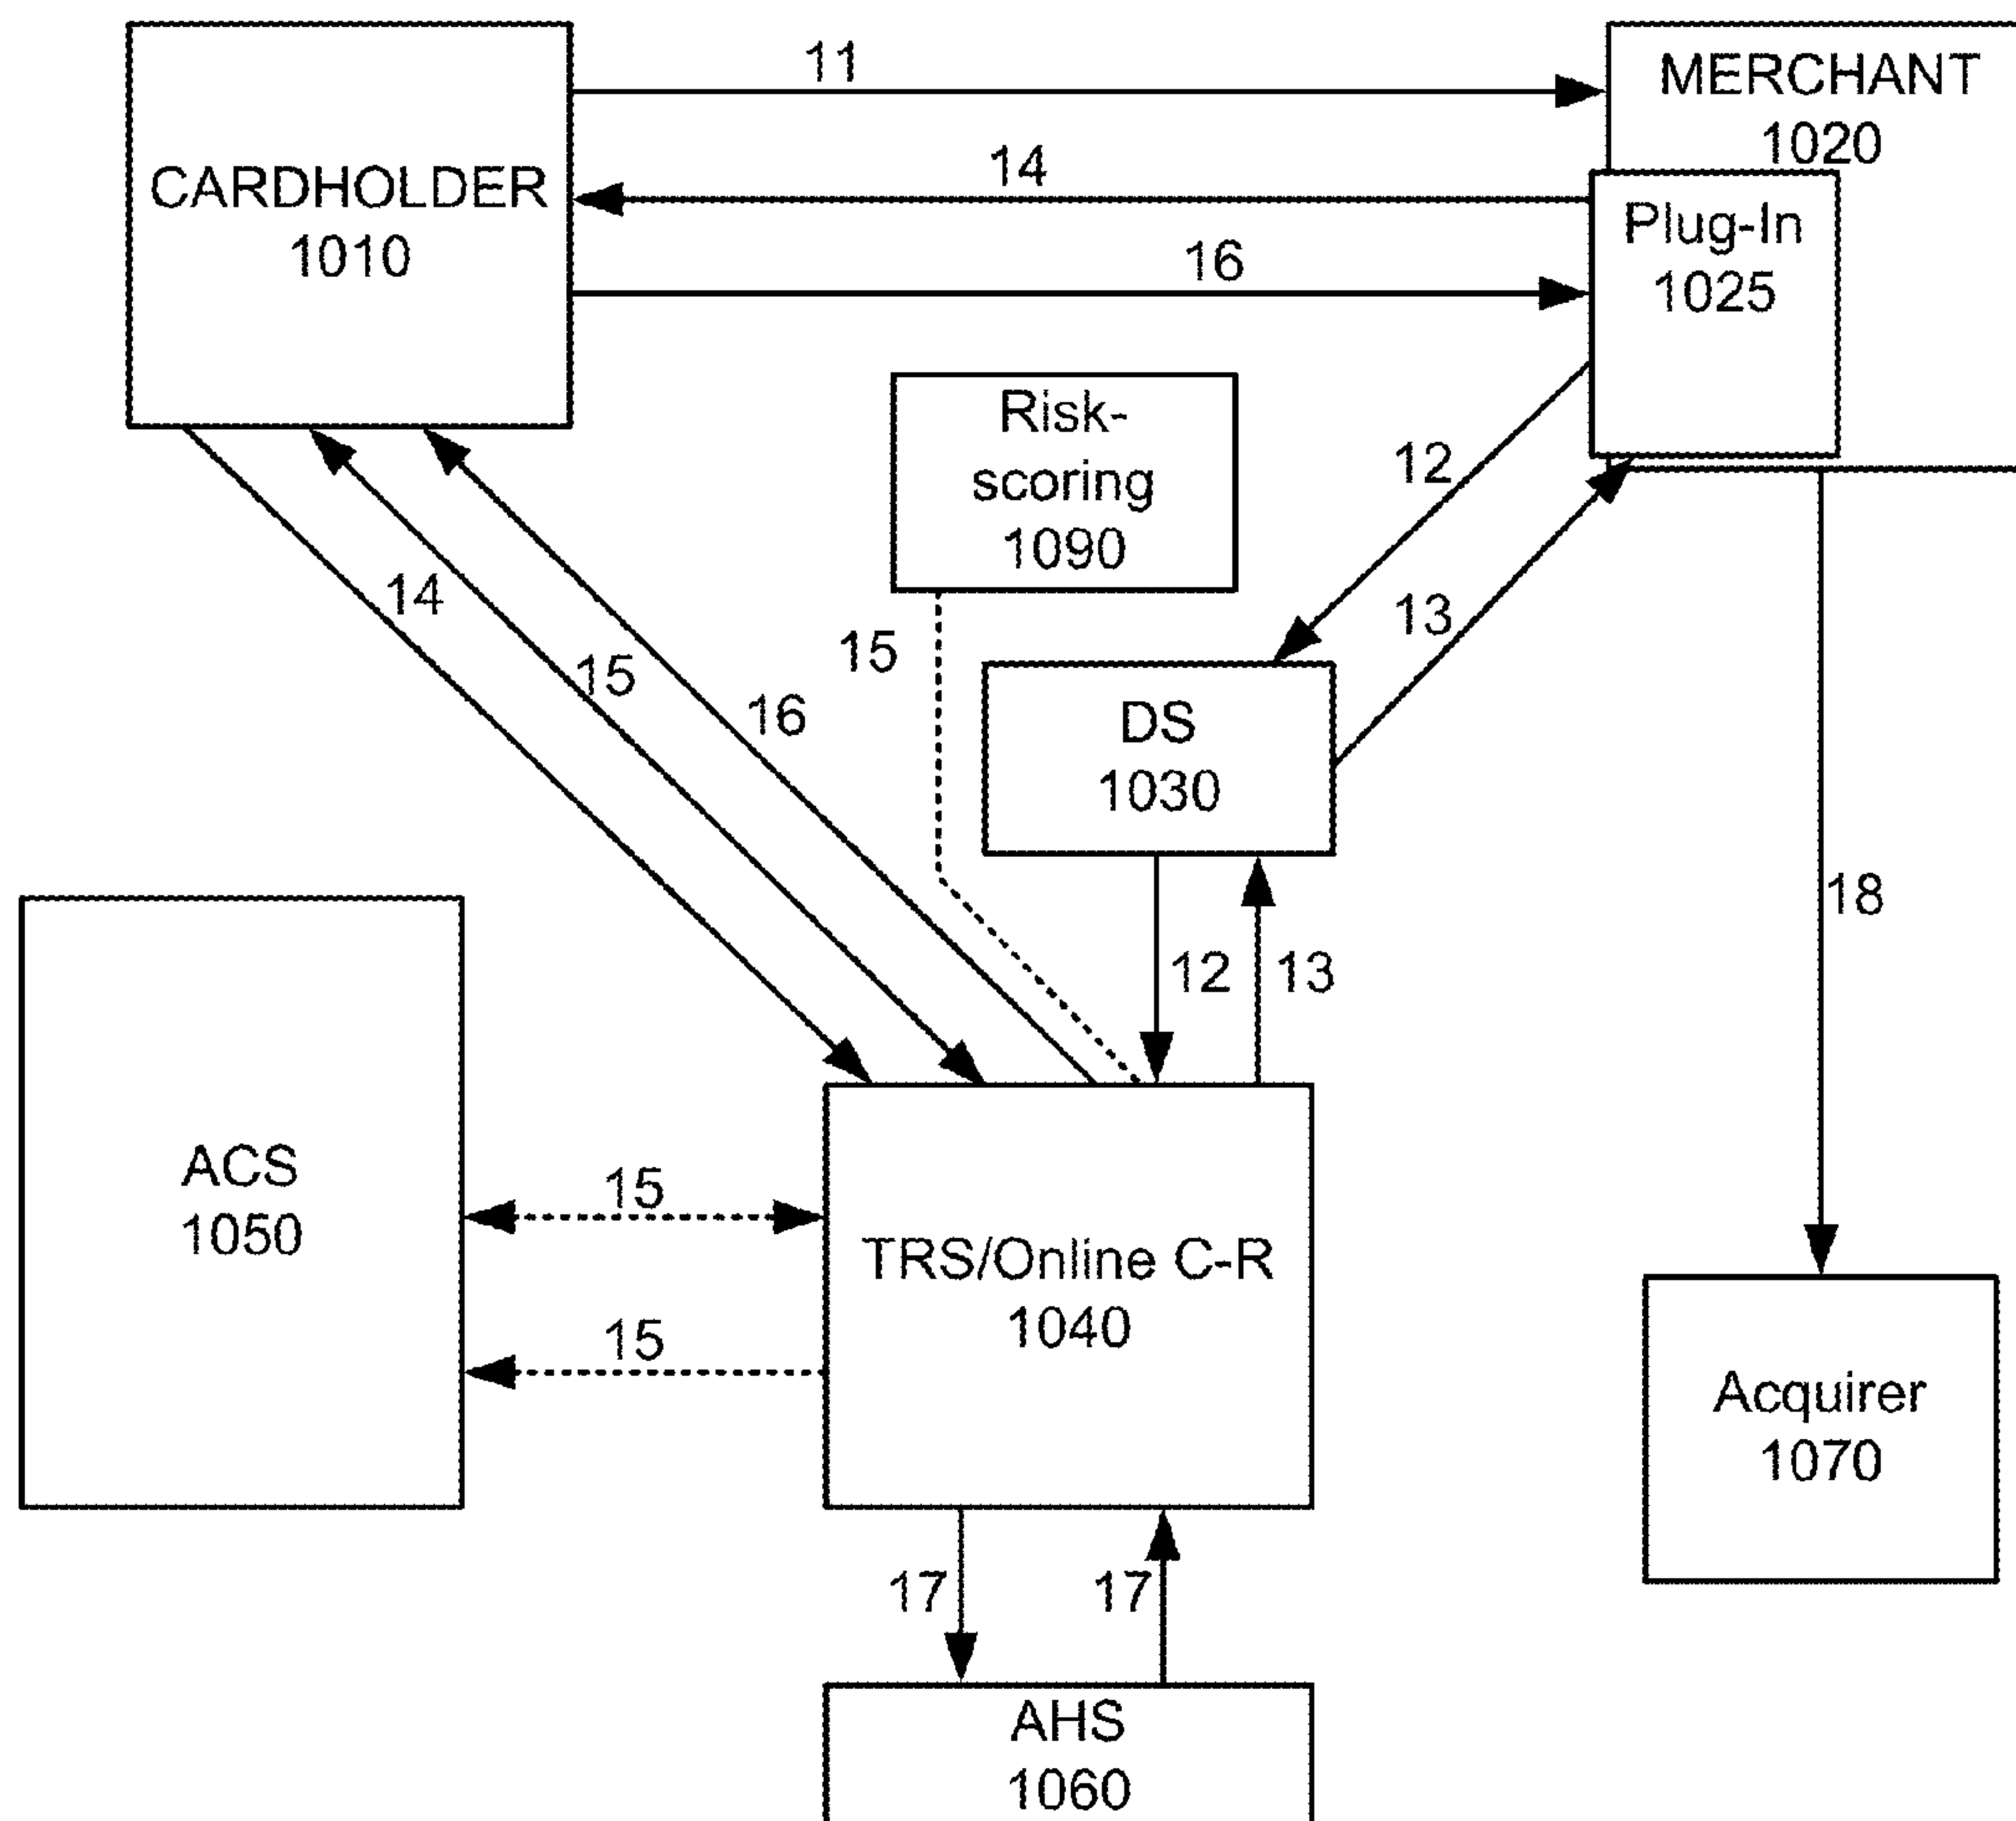 11
MERCHANT
1020
14
CARDHOLDER
1010
Plug-In
1025
16
Risk-
scoring
1090
12
14
13
15
15
16
DS
1030
18
12
13
ACS
1050
15
TRS/Online C-R
1040
15
Acquirer
1070
17
17
AHS
1060